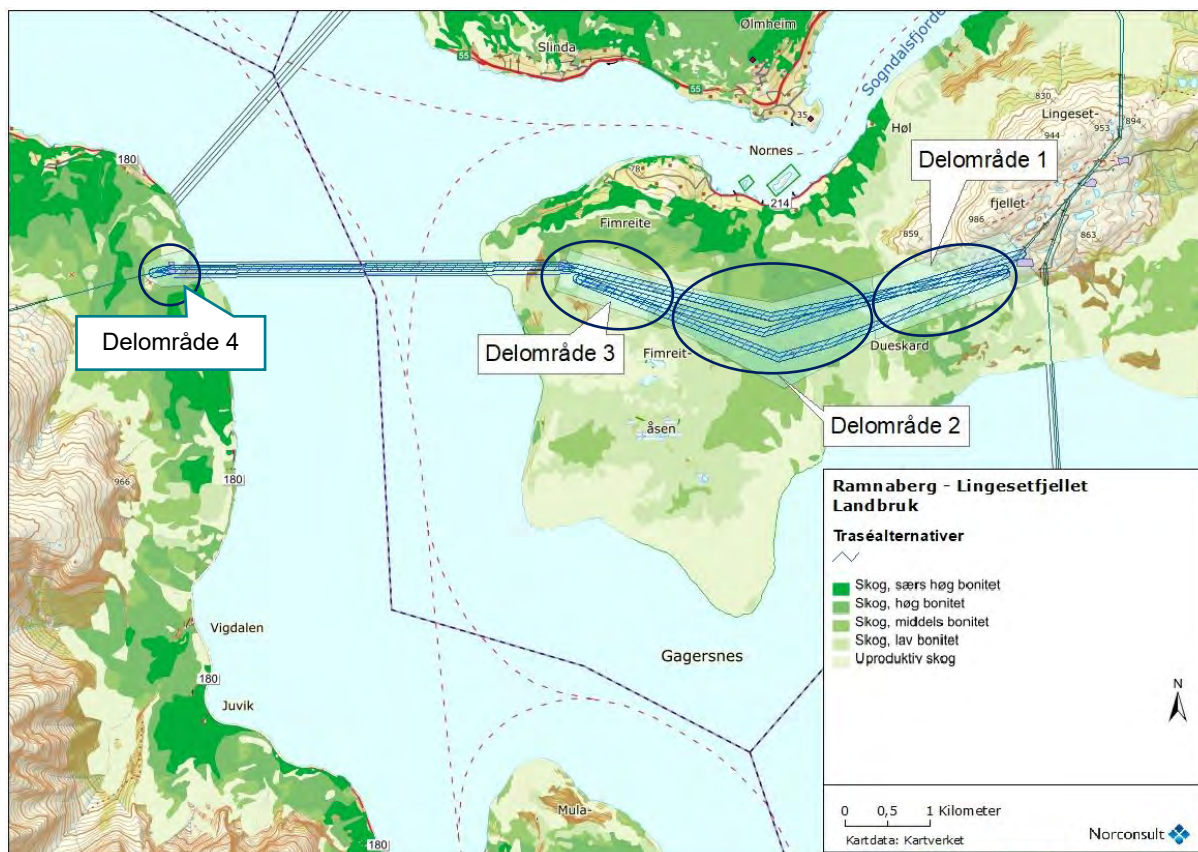 Ølmheim
Slinda
55
55
Sogndalsfjorde
35
830
Lingeset-
953
894
944
Høl
180
Nornes
Delområde 1
78
214
fjellet
986
Fimreite
859
863
Delområde 4
Delområde 3
Fimreit-
Dueskard
åsen
Delområde 2
180
966
Ramnaberg - Lingesetfjellet
Landbruk
Traséalternativer
Skog, særs høg bonitet
Skog, høg bonitet
Skog, middels bonitet
Skog, lav bonitet
Uproduktiv skog
Vigdalen
Gagersnes
180
Juvik
N
Mula-
0 0,5 1 Kilometer
Kartdata: Kartverket
Norconsult
180